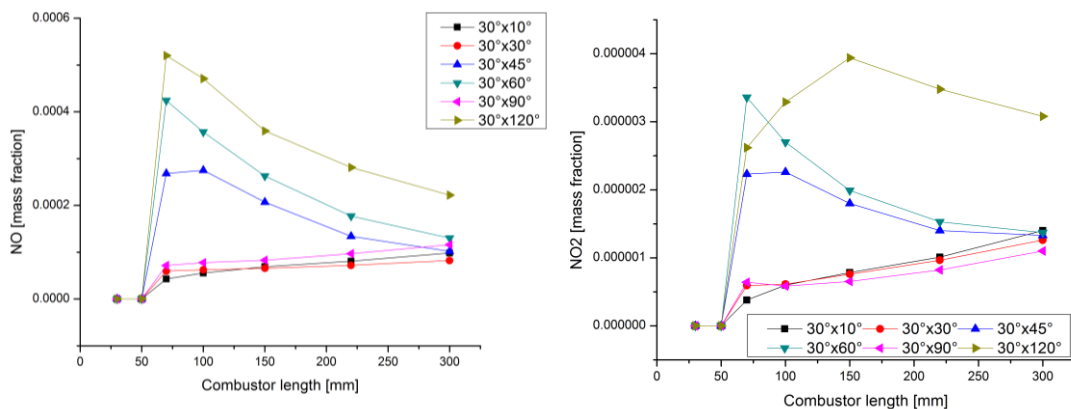 0.0006
0.0004
0.0002
0.0000
NO [mass fraction]
0
50
100
150
200
250
300
Combustor length [mm]
30°x10°
30°x30°
30°x45°
30°x60°
30°x90°
30°x120°
0.000004
0.000003
0.000002
0.000001
0.000000
NO2 [mass fraction]
0
50
100
150
200
250
300
Combustor length [mm]
30°x10° 30°x30° 30°x45°
30°x60° 30°x90° 30°x120°